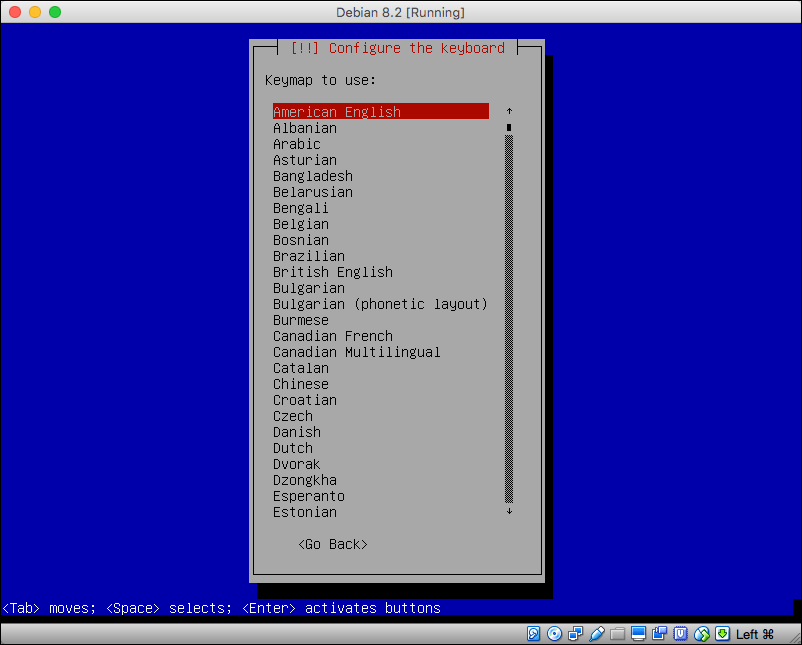 Debian 8.2 [Running]
[!!] Configure the keyboard
Keymap to use:
American English
Albanian
Arabic
Asturian
Bangladesh
Belarusian
Bengali
Belgian
Bosnian
Brazilian
British English
Bulgarian
Bulgarian (phonetic layout)
Burmese
Canadian French
Canadian Multilingual
Catalan
Chinese
Croatian
Czech
Danish
Dutch
Dvorak
Dzongkha
Esperanto
Estonian
<Go Back>
<Tab> moves; <Space> selects; <Enter> activates buttons
Left ⌘